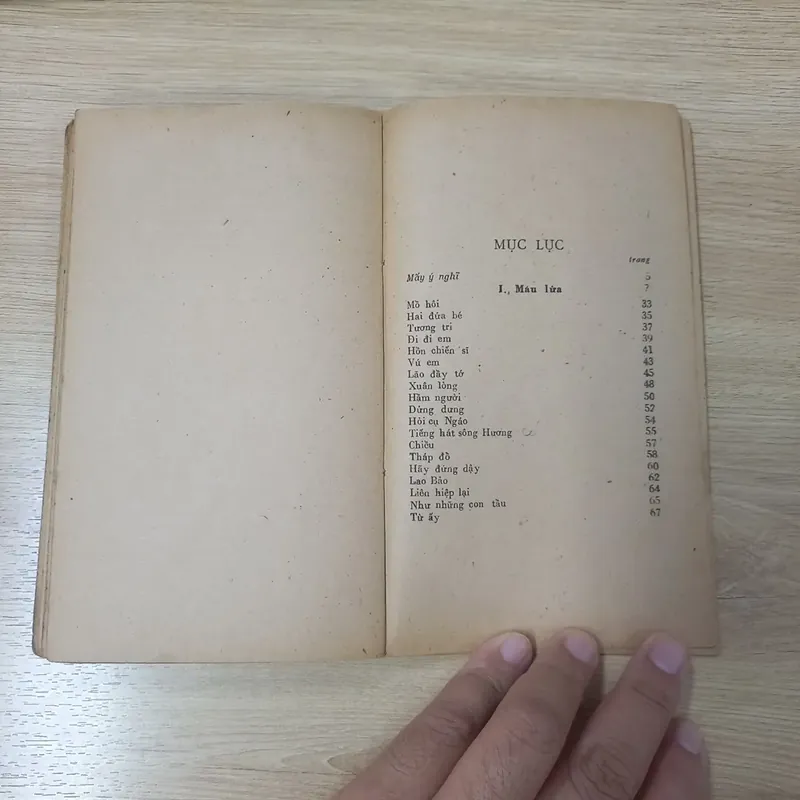 MỤC LỤC
trang
Mấy ý nghĩ 5
I., Máu lửa 7
Mồ hôi 33
Hai đứa bé 35
Tương tri 37
Đi đi em 39
Hồn chiến sĩ 41
Vú em 43
Lão đầy tớ 45
Xuân lòng 48
Hầm người 50
Dửng dưng 52
Hỏi cụ Ngáo 54
Tiếng hát sông Hương 55
Chiều 57
Tháp đồ 58
Hãy đứng dậy 60
Lao Bảo 62
Liên hiệp lại 64
Như những con tầu 65
Từ ấy 67